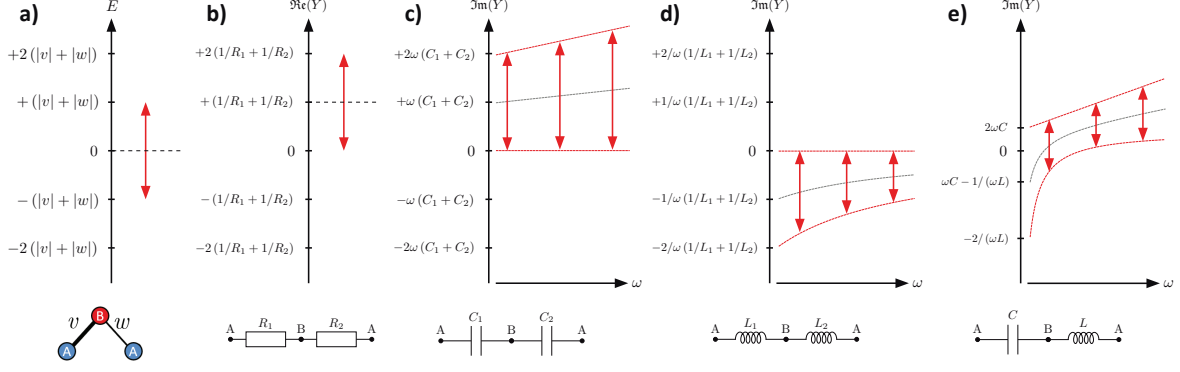 a)
E
+2 (|v| + |w|)
+ (|v| + |w|)
0
− (|v| + |w|)
−2 (|v| + |w|)
v
B
w
A
A
b)
ℜe(Y)
+2 (1/R₁ + 1/R₂)
+ (1/R₁ + 1/R₂)
0
− (1/R₁ + 1/R₂)
−2 (1/R₁ + 1/R₂)
A R₁ B R₂ A
c)
ℑm(Y)
+2ω (C₁ + C₂)
+ω (C₁ + C₂)
0
−ω (C₁ + C₂)
−2ω (C₁ + C₂)
ω
A C₁ B C₂ A
d)
ℑm(Y)
+2/ω (1/L₁ + 1/L₂)
+1/ω (1/L₁ + 1/L₂)
0
−1/ω (1/L₁ + 1/L₂)
−2/ω (1/L₁ + 1/L₂)
ω
A L₁ B L₂ A
e)
ℑm(Y)
2ωC
0
ωC − 1/(ωL)
−2/(ωL)
ω
A C B L A